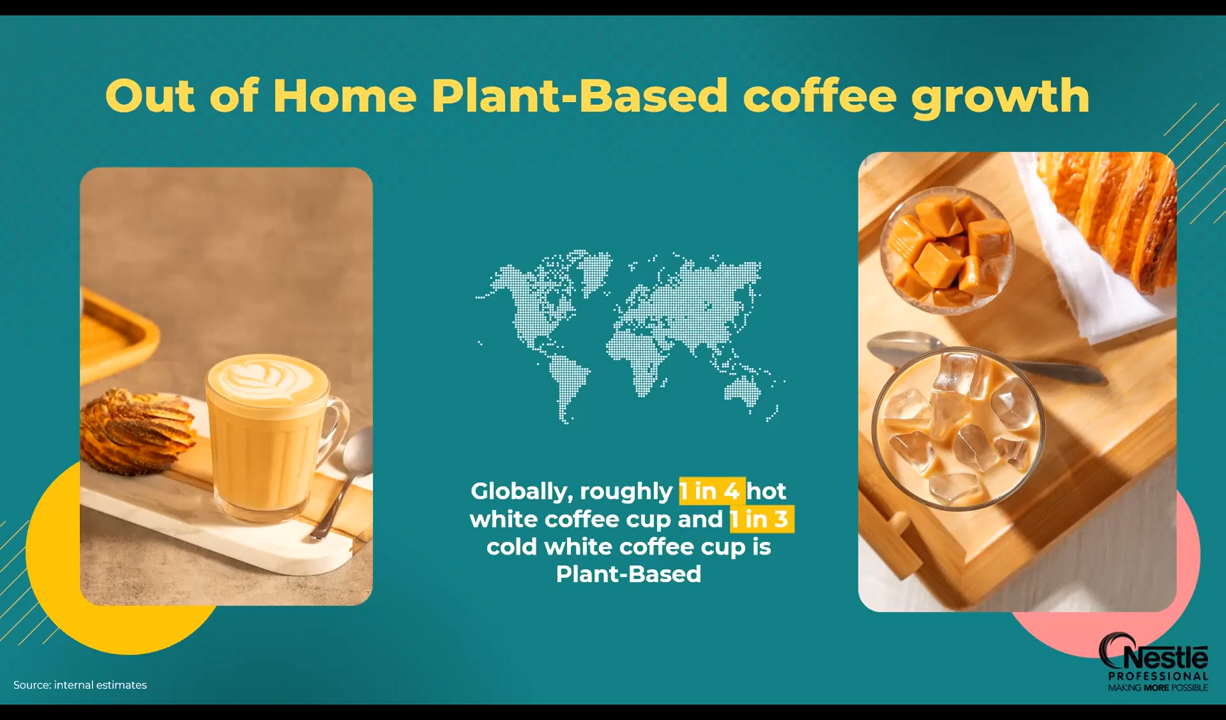 Out of Home Plant-Based coffee growth
Globally, roughly 1 in 4 hot
white coffee cup and 1 in 3
cold white coffee cup is
Plant-Based
Source: internal estimates
Nestlé
PROFESSIONAL
MAKING MORE POSSIBLE